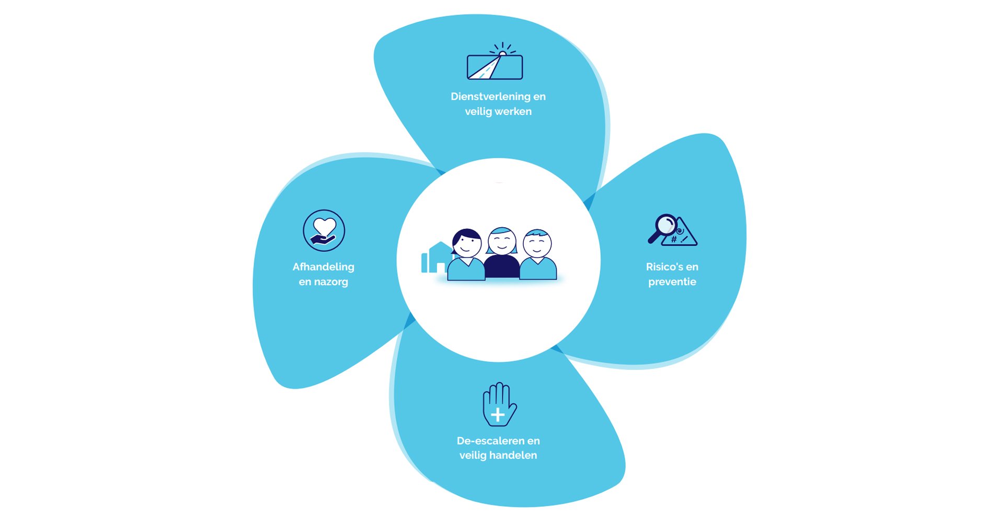 Dienstverlening en
veilig werken
Risico's en
preventie
De-escaleren en
veilig handelen
Afhandeling
en nazorg